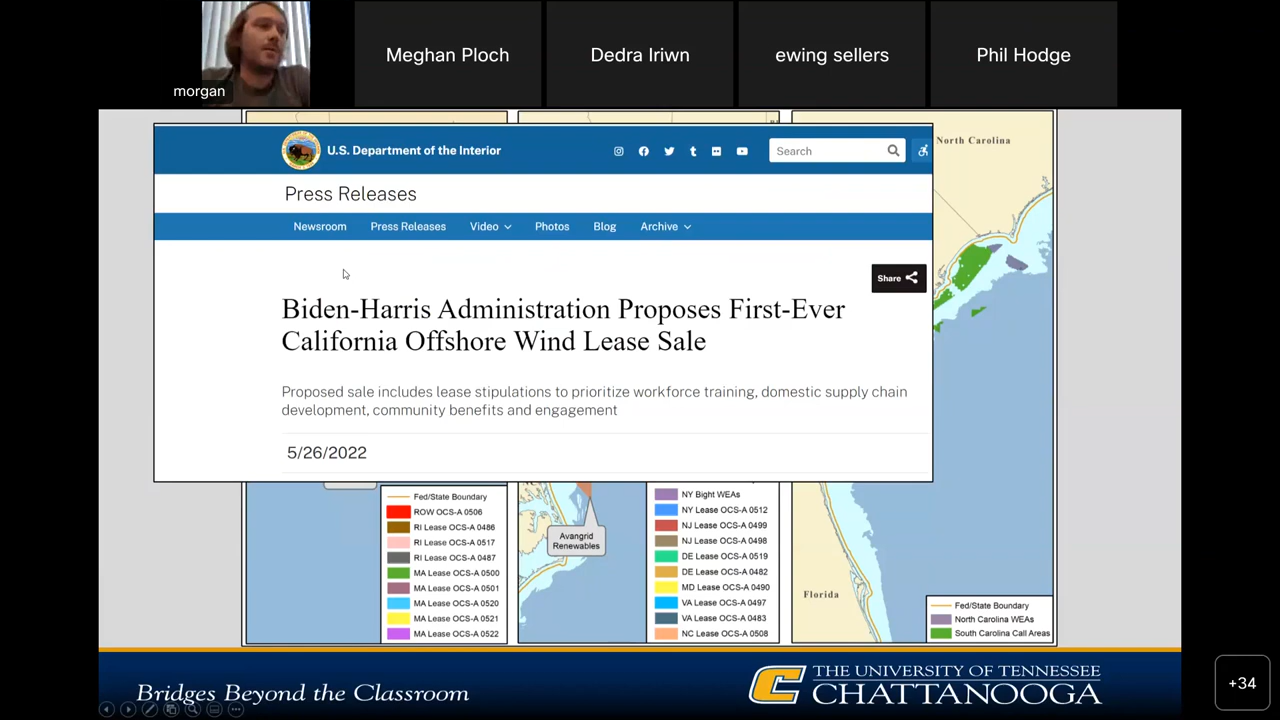 morgan
Meghan Ploch
Dedra Iriwn
ewing sellers
Phil Hodge
U.S. Department of the Interior
Search
Press Releases
Newsroom
Press Releases
Video
Photos
Blog
Archive
Share
Biden-Harris Administration Proposes First-Ever
California Offshore Wind Lease Sale
Proposed sale includes lease stipulations to prioritize workforce training, domestic supply chain
development, community benefits and engagement
5/26/2022
North Carolina
Fed/State Boundary
ROW OCS-A 0506
RI Lease OCS-A 0486
RI Lease OCS-A 0517
RI Lease OCS-A 0487
MA Lease OCS-A 0500
MA Lease OCS-A 0501
MA Lease OCS-A 0520
MA Lease OCS-A 0521
MA Lease OCS-A 0522
Avangrid
Renewables
NY Bight WEAs
NY Lease OCS-A 0512
NJ Lease OCS-A 0499
NJ Lease OCS-A 0498
DE Lease OCS-A 0519
DE Lease OCS-A 0482
MD Lease OCS-A 0490
VA Lease OCS-A 0497
VA Lease OCS-A 0483
NC Lease OCS-A 0508
Florida
Fed/State Boundary
North Carolina WEAs
South Carolina Call Areas
Bridges Beyond the Classroom
THE UNIVERSITY OF TENNESSEE
CHATTANOOGA
+34